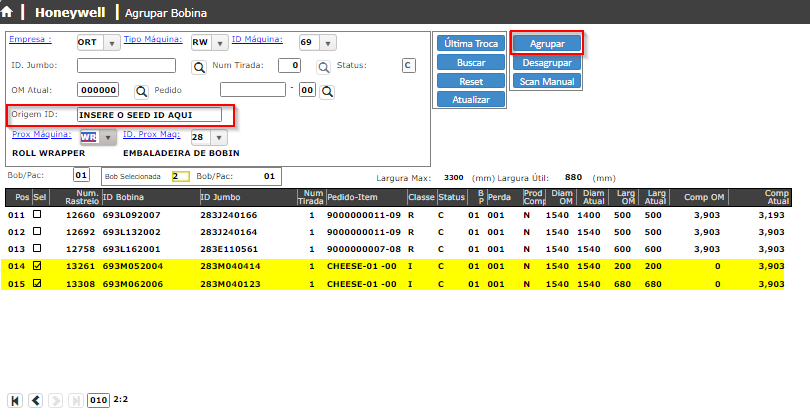 Honeywell | Agrupar Bobina
Empresa : ORT Tipo Máquina: RW ID Máquina: 69
ID. Jumbo: Num Tirada: 0 Status: C
OM Atual: 000000 Pedido - 00
Origem ID: INSERE O SEED ID AQUI
Prox Máquina: WR ID. Prox Maq: 28
ROLL WRAPPER EMBALADEIRA DE BOBIN
Última Troca Agrupar
Buscar Desagrupar
Reset Scan Manual
Atualizar
Bob/Pac: 01 Bob Selecionada 2 Bob/Pac: 01 Largura Max: 3300 (mm) Largura Útil: 880 (mm)
Pos Sel Num. Rastreio ID Bobina ID Jumbo Num Tirada Pedido-Item Classe Status B P Perda Prod Comp Diam OM Diam Atual Larg OM Larg Atual Comp OM Comp Atual
011 12660 693L092007 283J240166 1 9000000011-09 R C 01 001 N 1540 1400 500 500 3,903 3,193
012 12692 693L132002 283J240164 1 9000000011-09 R C 01 001 N 1540 1540 500 500 3,903 3,903
013 12758 693L162001 283E110561 1 9000000007-08 R C 01 001 N 1540 1540 600 600 3,903 3,903
014 13261 693M052004 283M040414 1 CHEESE-01 -00 I C 01 001 N 1540 1540 200 200 0 3,903
015 13308 693M062006 283M040123 1 CHEESE-01 -00 I C 01 001 N 1540 1540 680 680 0 3,903
010 2:2